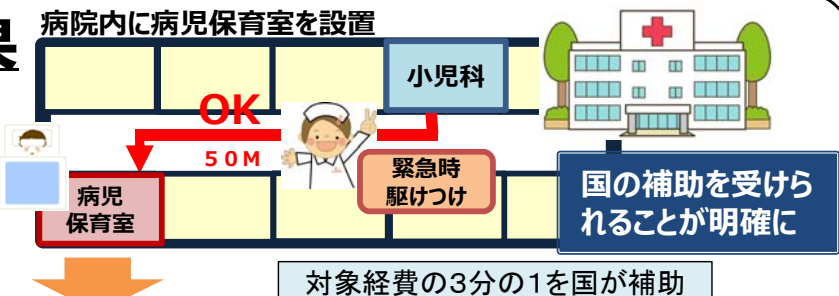 病院内に病児保育室を設置
果
小児科
OK
50M
緊急時
駆けつけ
病児
保育室
国の補助を受けら
れることが明確に
対象経費の3分の1を国が補助